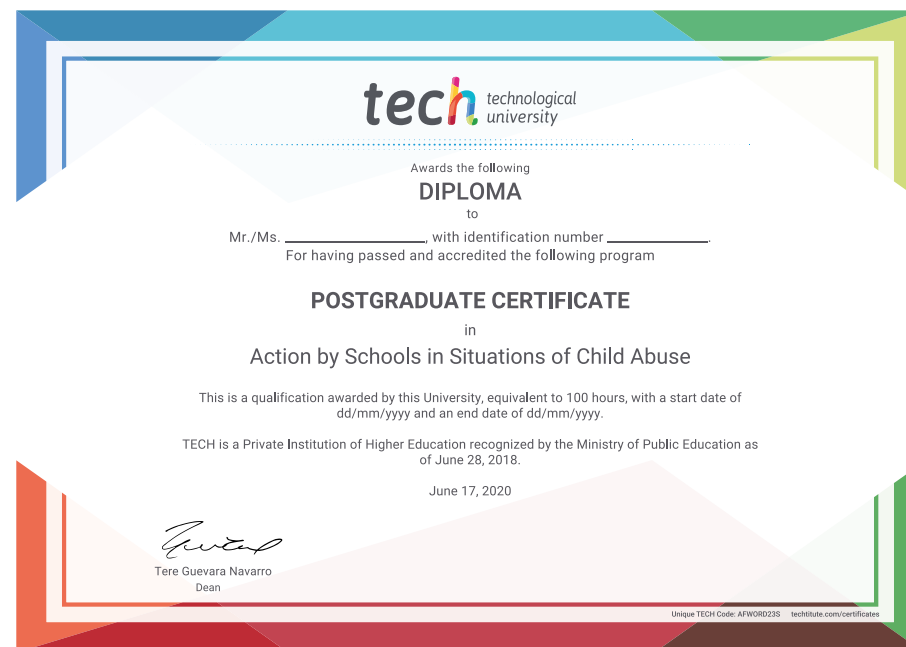 tech technological
university
Awards the following
DIPLOMA
to
Mr./Ms. ____________________, with identification number ______________.
For having passed and accredited the following program
POSTGRADUATE CERTIFICATE
in
Action by Schools in Situations of Child Abuse
This is a qualification awarded by this University, equivalent to 100 hours, with a start date of
dd/mm/yyyy and an end date of dd/mm/yyyy.
TECH is a Private Institution of Higher Education recognized by the Ministry of Public Education as
of June 28, 2018.
June 17, 2020
Tere Guevara Navarro
Dean
Unique TECH Code: AFWORD23S techtitute.com/certificates